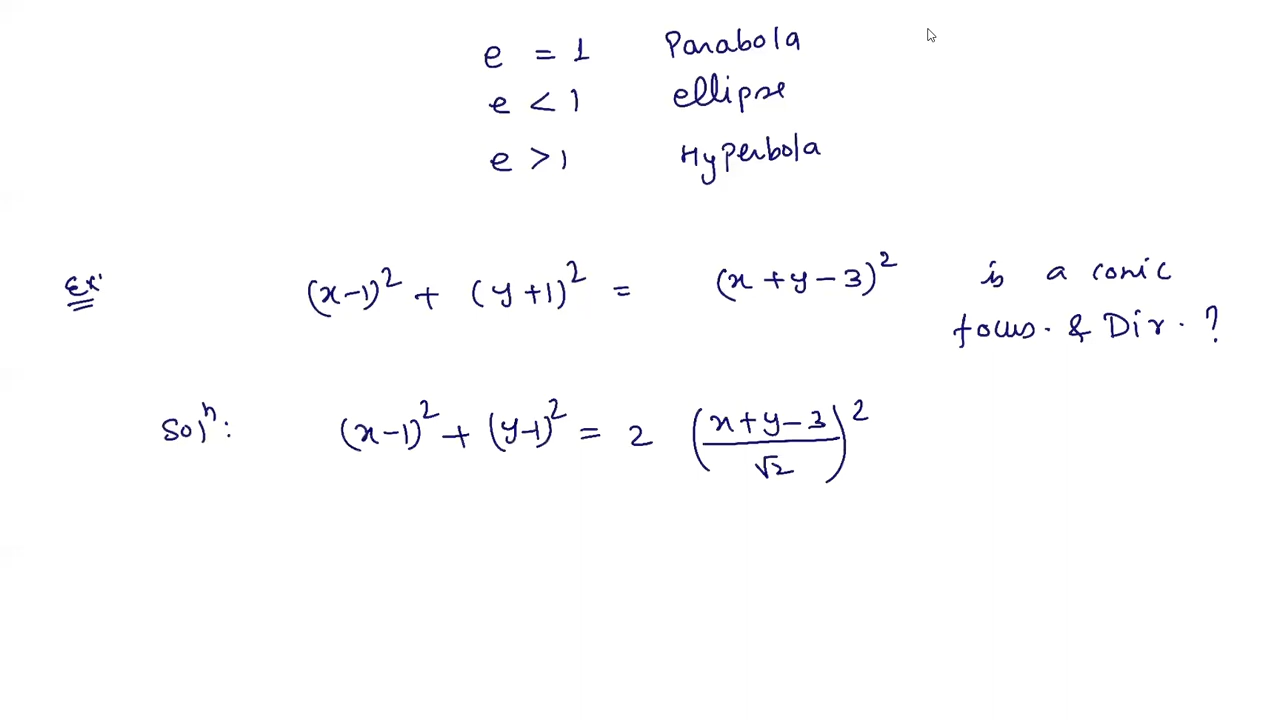 e = 1 Parabola
e < 1 ellipse
e > 1 Hyperbola
Ex. (x-1)² + (y+1)² = (x+y-3)² is a conic
focus. & Dir. ?
Solⁿ: (x-1)² + (y-1)² = 2 ((x+y-3)/√2)²